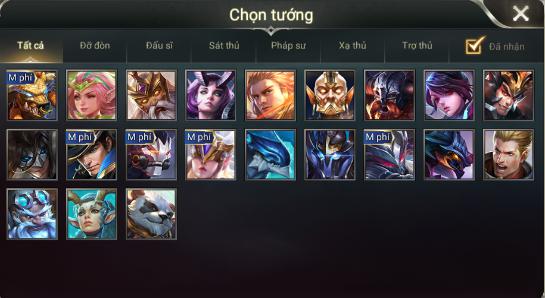 Chọn tướng
Tất cả Đỡ đòn Đấu sĩ Sát thủ Pháp sư Xạ thủ Trợ thủ Đã nhận
M phí
M phí M phí M phí M phí